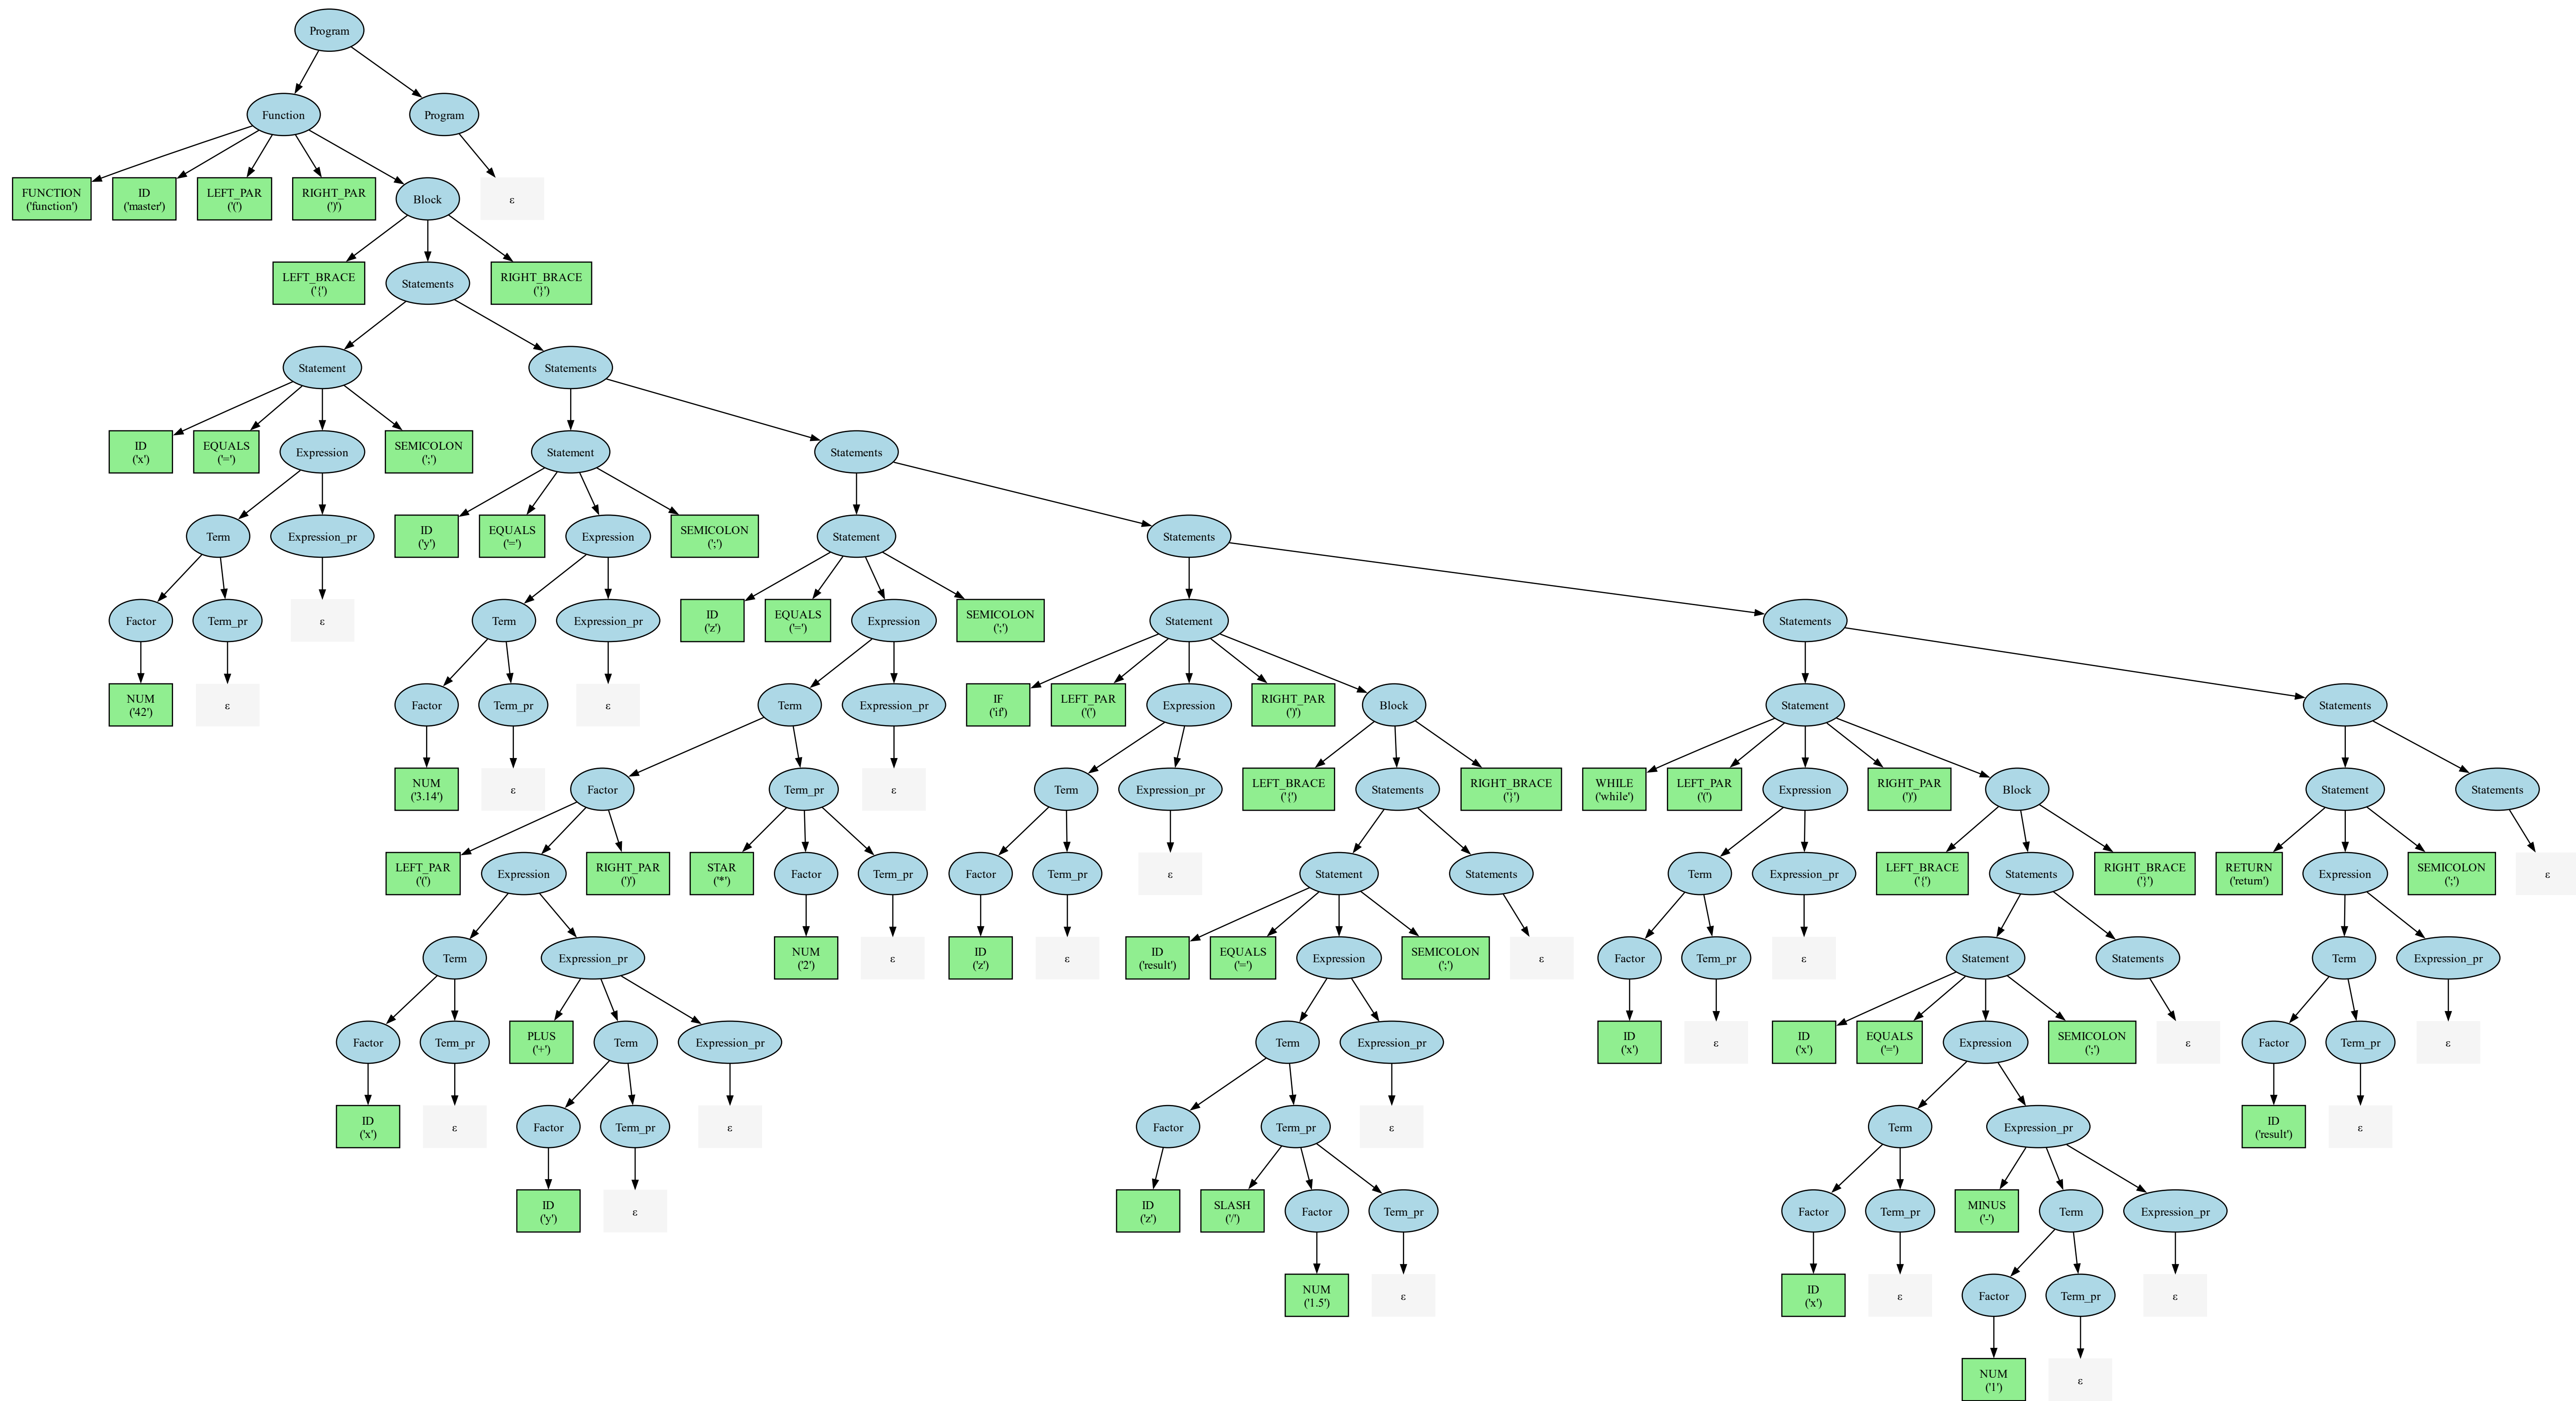 Program
Function
Program
FUNCTION
('function')
ID
('master')
LEFT_PAR
('(')
RIGHT_PAR
(')')
Block
ε
LEFT_BRACE
('{')
Statements
RIGHT_BRACE
('}')
Statement
Statements
ID
('x')
EQUALS
('=')
Expression
SEMICOLON
(';')
Statement
Statements
Term
Expression_pr
ID
('y')
EQUALS
('=')
Expression
SEMICOLON
(';')
Statement
Statements
Factor
Term_pr
ε
Term
Expression_pr
ID
('z')
EQUALS
('=')
Expression
SEMICOLON
(';')
Statement
Statements
NUM
('42')
ε
Factor
Term_pr
ε
Term
Expression_pr
IF
('if')
LEFT_PAR
('(')
Expression
RIGHT_PAR
(')')
Block
Statement
Statements
NUM
('3.14')
ε
Factor
Term_pr
ε
Term
Expression_pr
LEFT_BRACE
('{')
Statements
RIGHT_BRACE
('}')
WHILE
('while')
LEFT_PAR
('(')
Expression
RIGHT_PAR
(')')
Block
Statement
Statements
LEFT_PAR
('(')
Expression
RIGHT_PAR
(')')
STAR
('*')
Factor
Term_pr
Factor
Term_pr
ε
Statement
Statements
Term
Expression_pr
LEFT_BRACE
('{')
Statements
RIGHT_BRACE
('}')
RETURN
('return')
Expression
SEMICOLON
(';')
ε
Term
Expression_pr
NUM
('2')
ε
ID
('z')
ε
ID
('result')
EQUALS
('=')
Expression
SEMICOLON
(';')
ε
Factor
Term_pr
ε
Statement
Statements
Term
Expression_pr
Factor
Term_pr
PLUS
('+')
Term
Expression_pr
Term
Expression_pr
ID
('x')
ε
ID
('x')
EQUALS
('=')
Expression
SEMICOLON
(';')
ε
Factor
Term_pr
ε
ID
('x')
ε
Factor
Term_pr
ε
Factor
Term_pr
ε
Term
Expression_pr
ID
('result')
ε
ID
('y')
ε
ID
('z')
SLASH
('/')
Factor
Term_pr
Factor
Term_pr
MINUS
('-')
Term
Expression_pr
NUM
('1.5')
ε
ID
('x')
ε
Factor
Term_pr
ε
NUM
('1')
ε